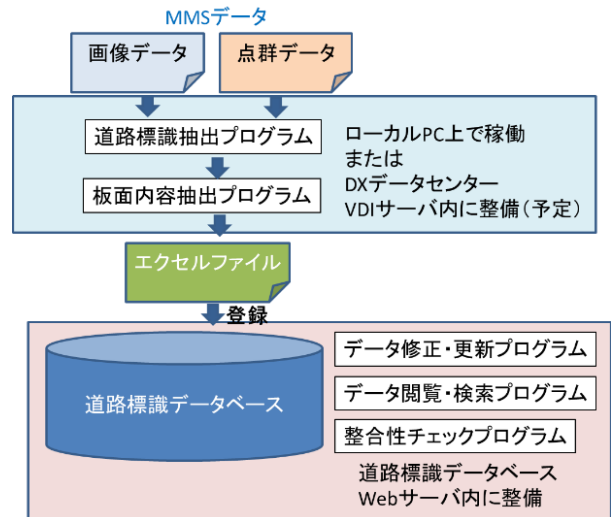 MMSデータ
画像データ
点群データ
道路標識抽出プログラム
板面内容抽出プログラム
ローカルPC上で稼働
または
DXデータセンター
VDIサーバ内に整備(予定)
エクセルファイル
登録
道路標識データベース
データ修正・更新プログラム
データ閲覧・検索プログラム
整合性チェックプログラム
道路標識データベース
Webサーバ内に整備